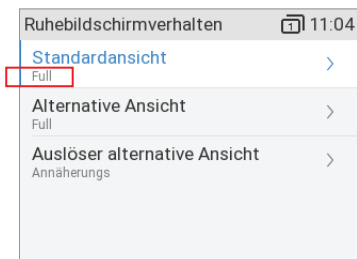 Ruhebildschirmverhalten 1 11:04
Standardansicht
Full
Alternative Ansicht
Full
Auslöser alternative Ansicht
Annäherungs